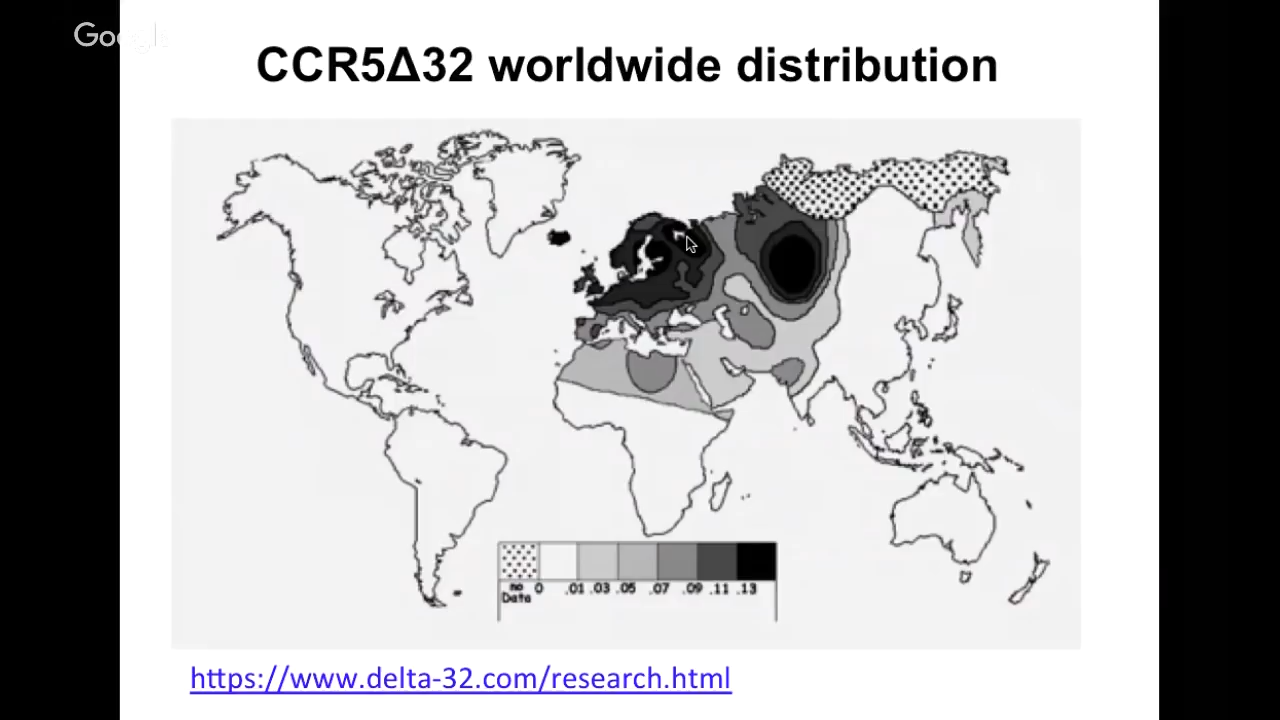 Google
CCR5Δ32 worldwide distribution
no Data 0 .01 .03 .05 .07 .09 .11 .13
https://www.delta-32.com/research.html